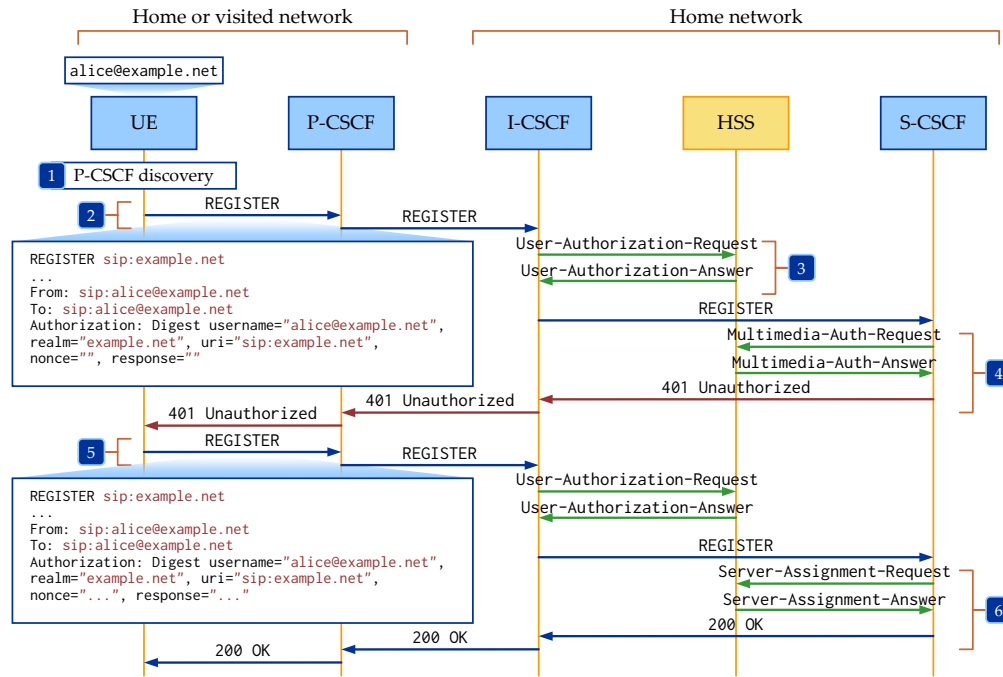 Home or visited network
Home network
alice@example.net
UE
P-CSCF
I-CSCF
HSS
S-CSCF
1 P-CSCF discovery
2
REGISTER
REGISTER
REGISTER sip:example.net
...
From: sip:alice@example.net
To: sip:alice@example.net
Authorization: Digest username="alice@example.net",
realm="example.net", uri="sip:example.net",
nonce="", response=""
User-Authorization-Request
User-Authorization-Answer
3
REGISTER
Multimedia-Auth-Request
Multimedia-Auth-Answer
4
401 Unauthorized
401 Unauthorized
401 Unauthorized
5
REGISTER
REGISTER sip:example.net
...
From: sip:alice@example.net
To: sip:alice@example.net
Authorization: Digest username="alice@example.net",
realm="example.net", uri="sip:example.net",
nonce="...", response="..."
User-Authorization-Request
User-Authorization-Answer
REGISTER
Server-Assignment-Request
Server-Assignment-Answer
6
200 OK
200 OK
200 OK